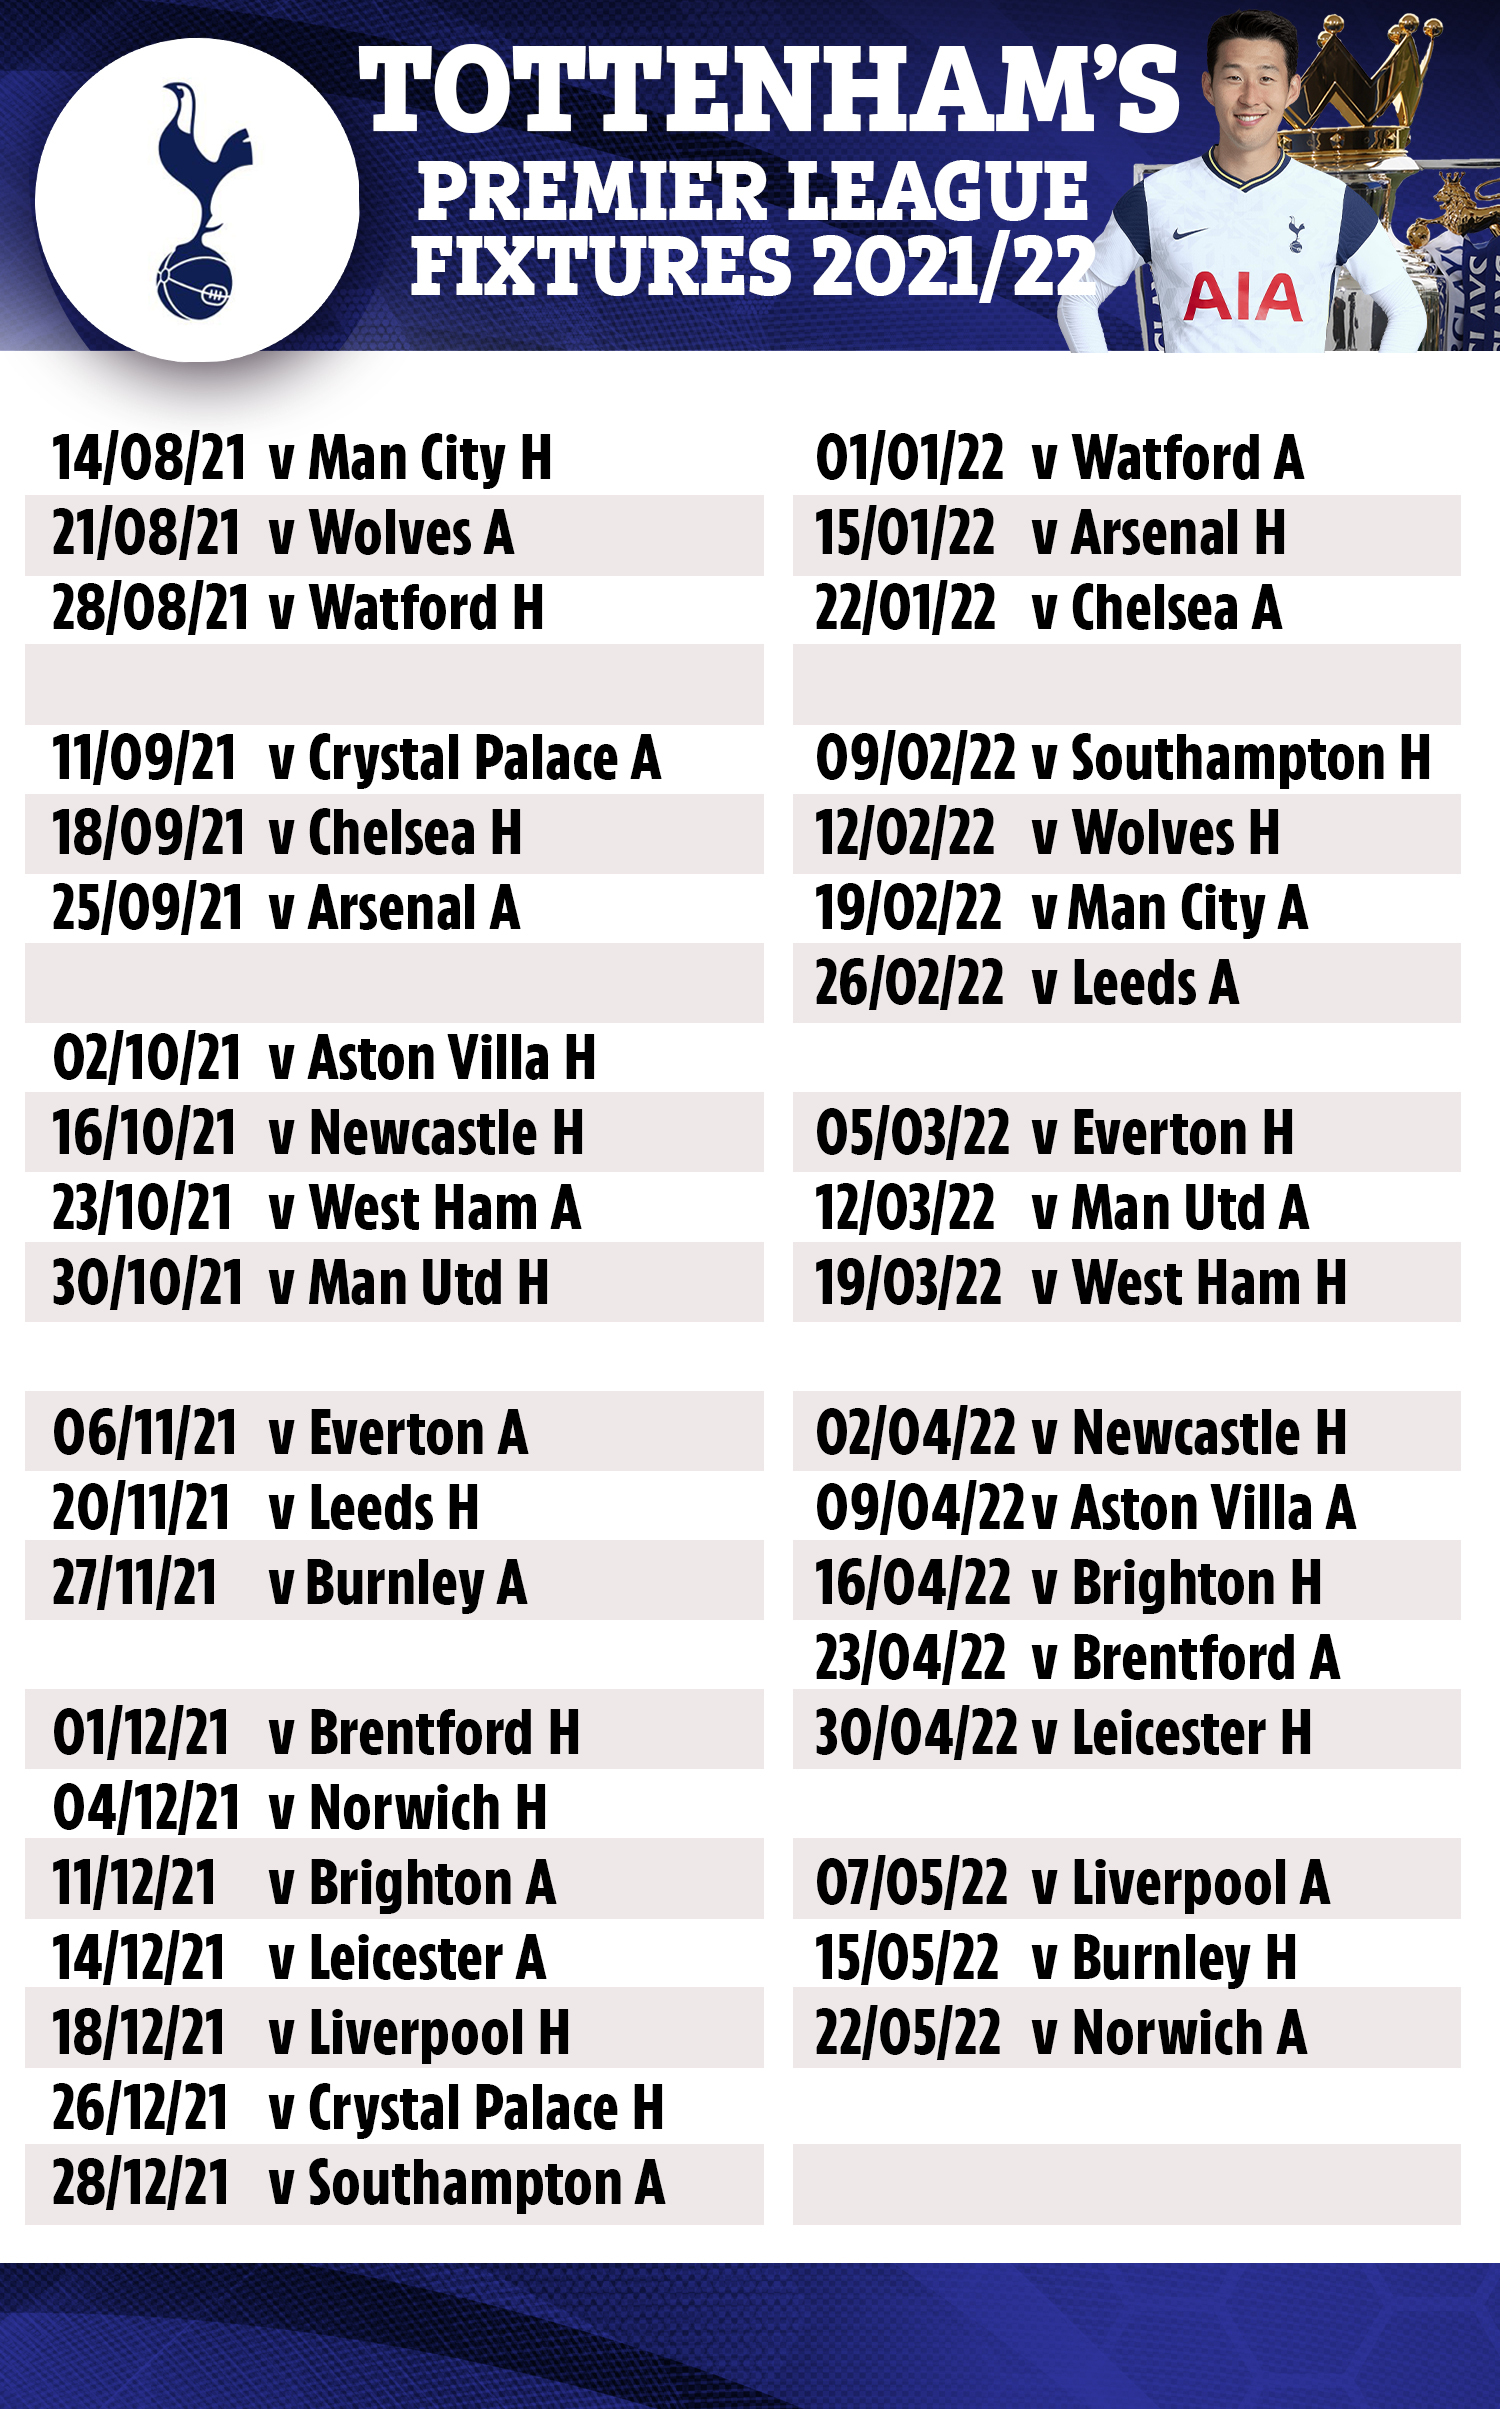 TOTTENHAM'S
PREMIER LEAGUE
FIXTURES 2021/22
AIA
14/08/21 v Man City H
21/08/21 v Wolves A
28/08/21 v Watford H
11/09/21 v Crystal Palace A
18/09/21 v Chelsea H
25/09/21 v Arsenal A
02/10/21 v Aston Villa H
16/10/21 v Newcastle H
23/10/21 v West Ham A
30/10/21 v Man Utd H
06/11/21 v Everton A
20/11/21 v Leeds H
27/11/21 v Burnley A
01/12/21 v Brentford H
04/12/21 v Norwich H
11/12/21 v Brighton A
14/12/21 v Leicester A
18/12/21 v Liverpool H
26/12/21 v Crystal Palace H
28/12/21 v Southampton A
01/01/22 v Watford A
15/01/22 v Arsenal H
22/01/22 v Chelsea A
09/02/22 v Southampton H
12/02/22 v Wolves H
19/02/22 v Man City A
26/02/22 v Leeds A
05/03/22 v Everton H
12/03/22 v Man Utd A
19/03/22 v West Ham H
02/04/22 v Newcastle H
09/04/22 v Aston Villa A
16/04/22 v Brighton H
23/04/22 v Brentford A
30/04/22 v Leicester H
07/05/22 v Liverpool A
15/05/22 v Burnley H
22/05/22 v Norwich A